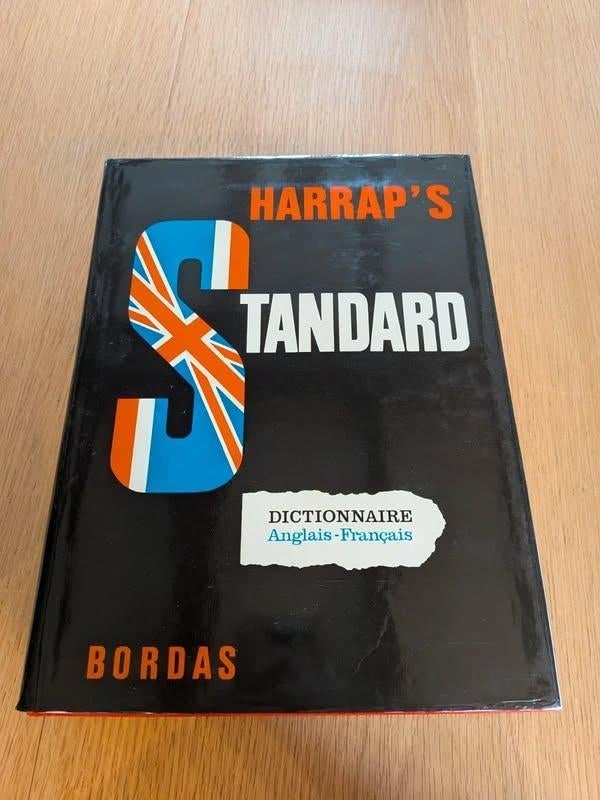 HARRAP'S
STANDARD
DICTIONNAIRE
Anglais-Français
BORDAS